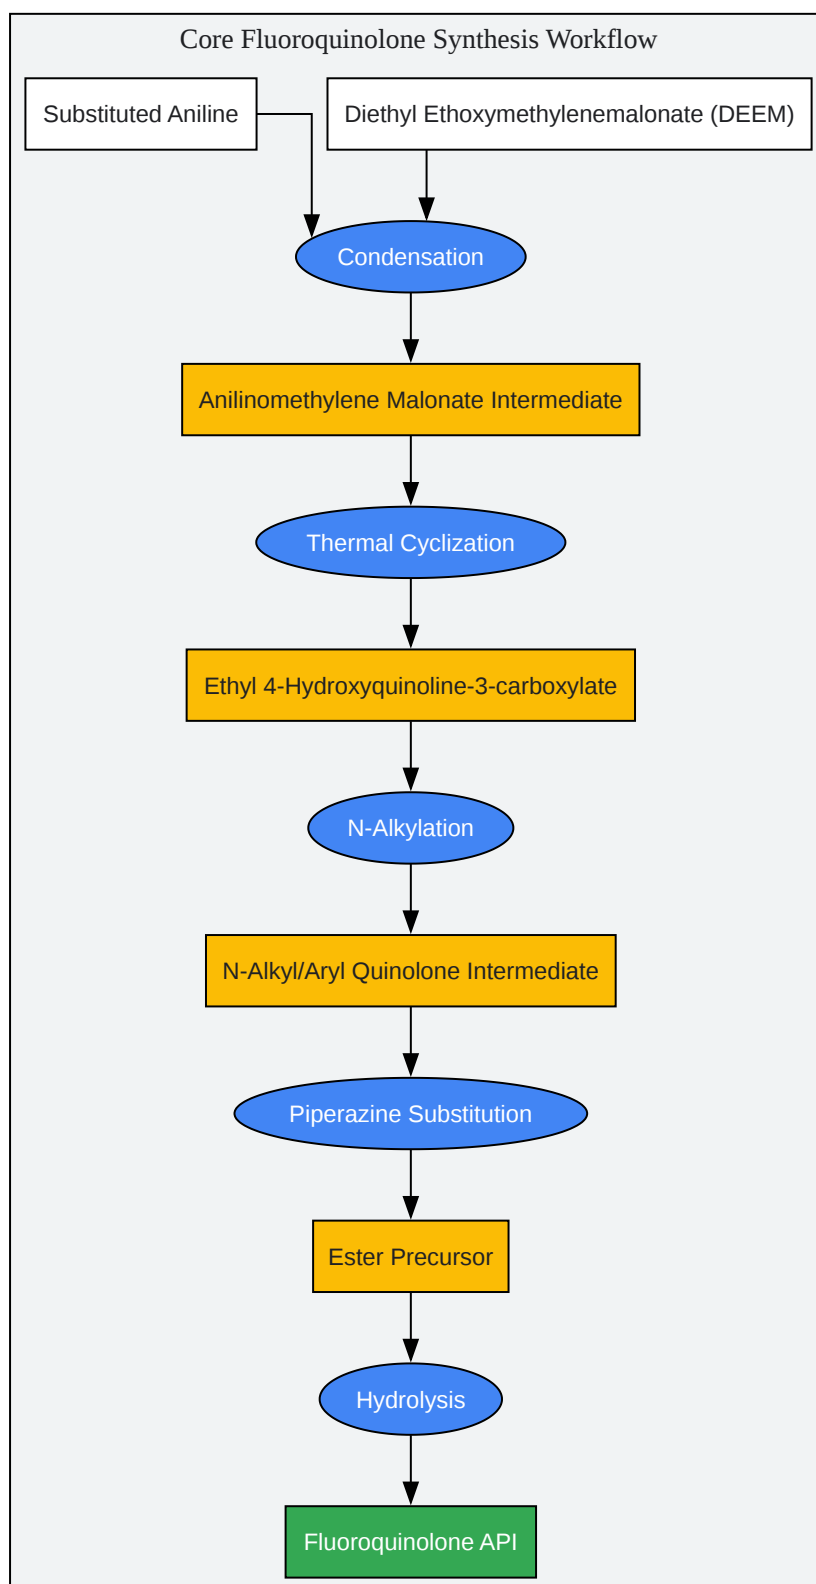 Core Fluoroquinolone Synthesis Workflow
Substituted Aniline
Diethyl Ethoxymethylenemalonate (DEEM)
Condensation
Anilinomethylene Malonate Intermediate
Thermal Cyclization
Ethyl 4-Hydroxyquinoline-3-carboxylate
N-Alkylation
N-Alkyl/Aryl Quinolone Intermediate
Piperazine Substitution
Ester Precursor
Hydrolysis
Fluoroquinolone API